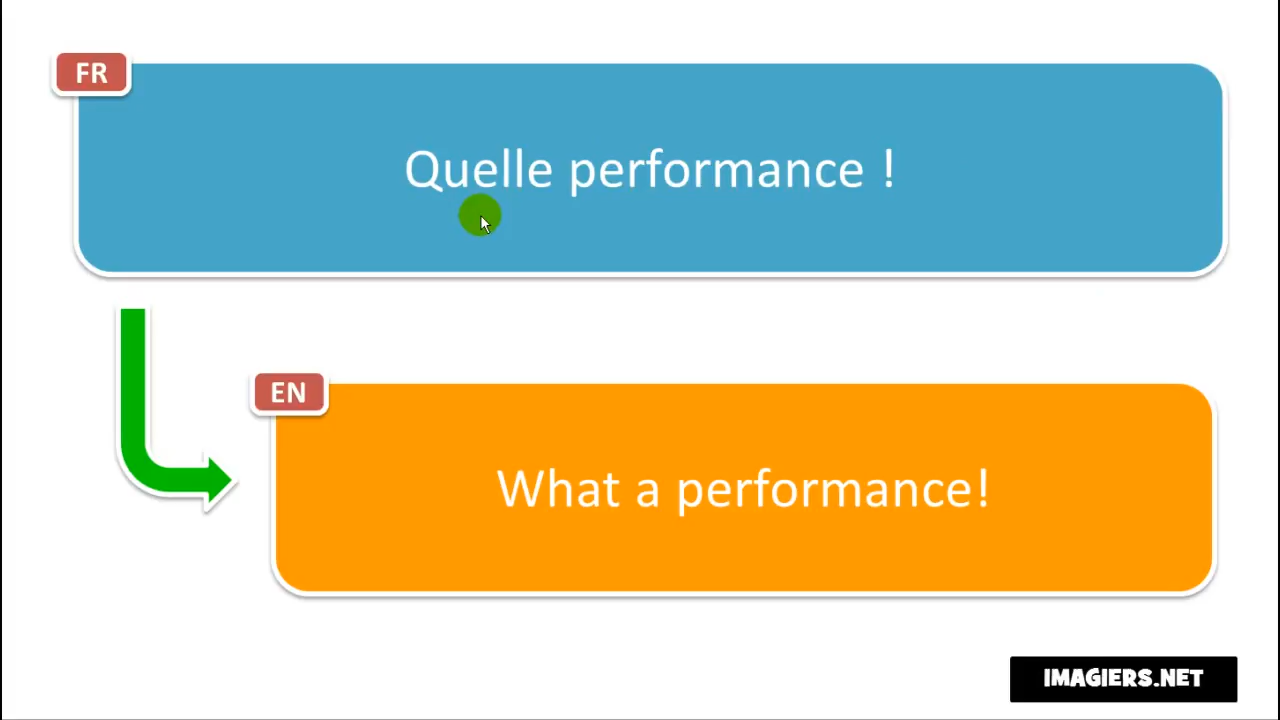 FR
Quelle performance !
EN
What a performance!
IMAGIERS.NET